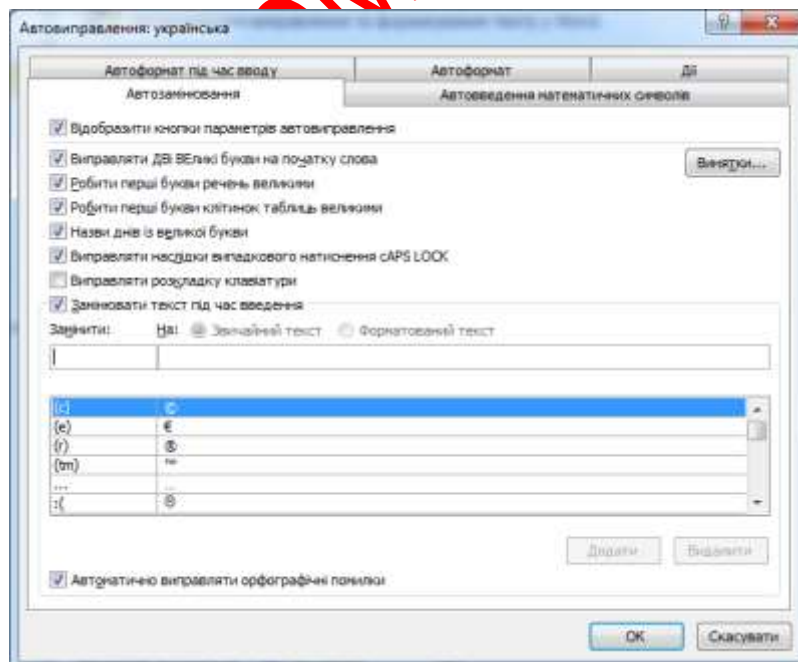 Автовиправлення: українська
Автоформат під час вводу
Автоформат
Дії
Автозамінювання
Автовведення математичних символів
Відобразити кнопки параметрів автовиправлення
Виправляти ДВі ВЕликі букви на початку слова
Винятки...
Робити перші букви речень великими
Робити перші букви клітинок таблиць великими
Назви днів із великої букви
Виправляти наслідки випадкового натиснення cAPS LOCK
Виправляти розкладку клавіатури
Замінювати текст під час введення
Замінити: На: Звичайний текст Форматований текст
(c) ©
(e) €
(r) ®
(tm) ™
... …
:( ☹
Додати Видалити
Автоматично виправляти орфографічні помилки
ОК Скасувати